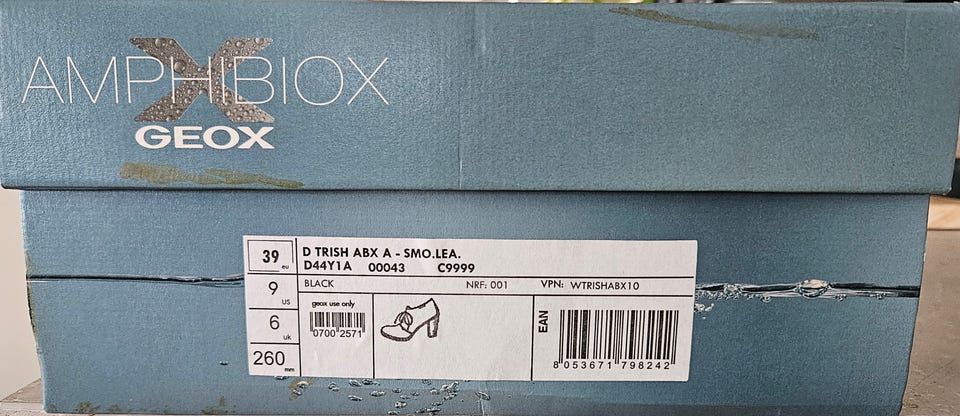 AMPHIBIOX
GEOX
39 eu
D TRISH ABX A - SMO.LEA.
D44Y1A 00043 C9999
9 us
BLACK NRF: 001 VPN: WTRISHABX10
6 uk
geox use only
0700 2571
260 mm
EAN
8 053671 798242